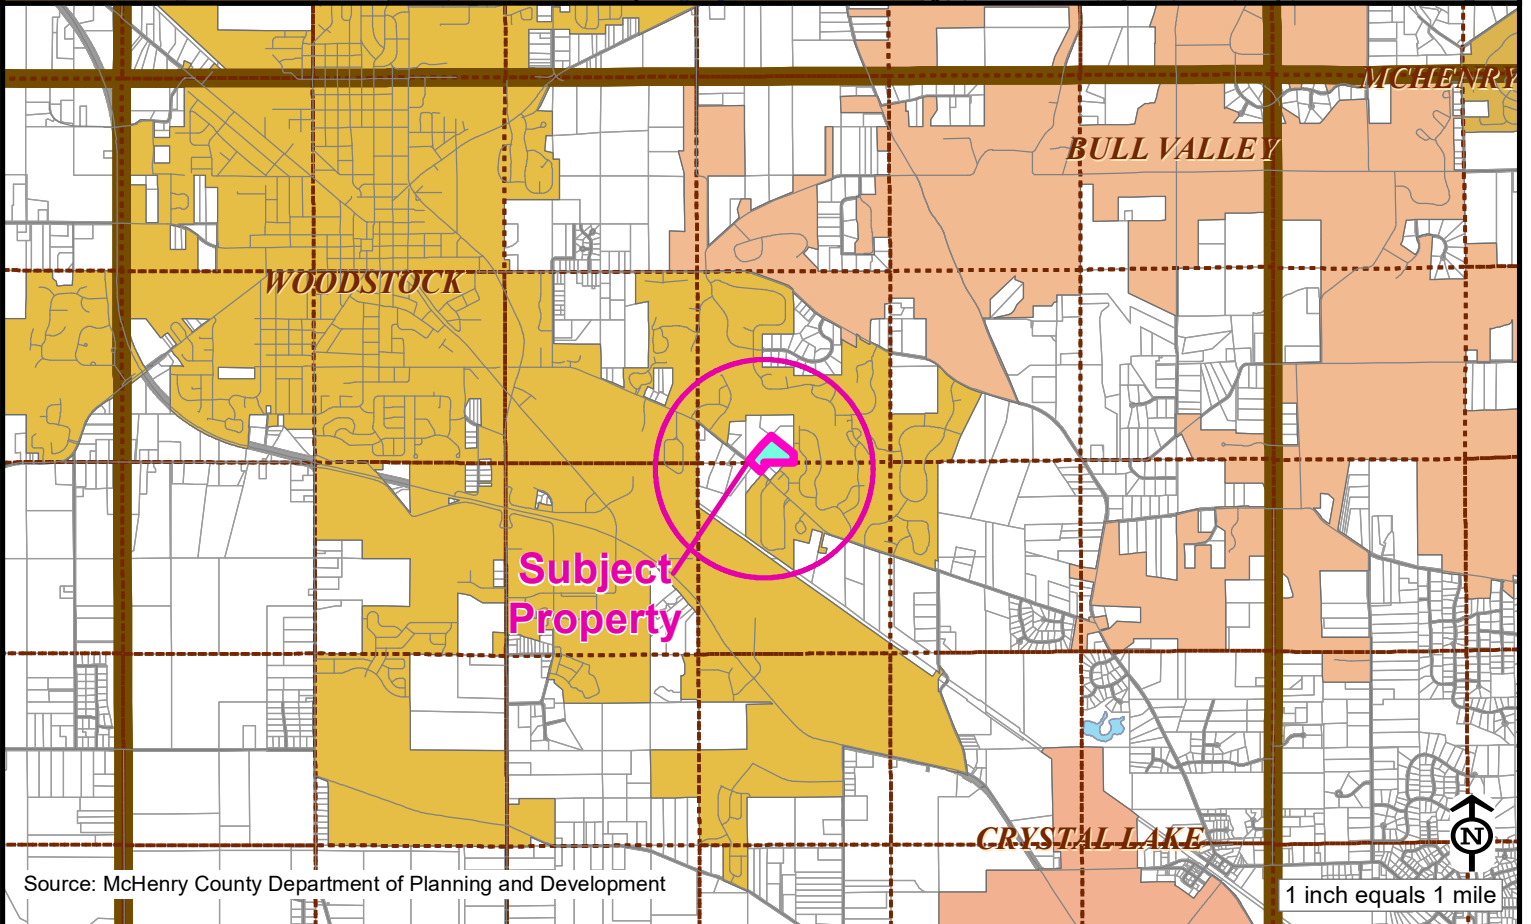 MCHENRY
BULL VALLEY
WOODSTOCK
Subject
Property
CRYSTAL LAKE
N
Source: McHenry County Department of Planning and Development
1 inch equals 1 mile